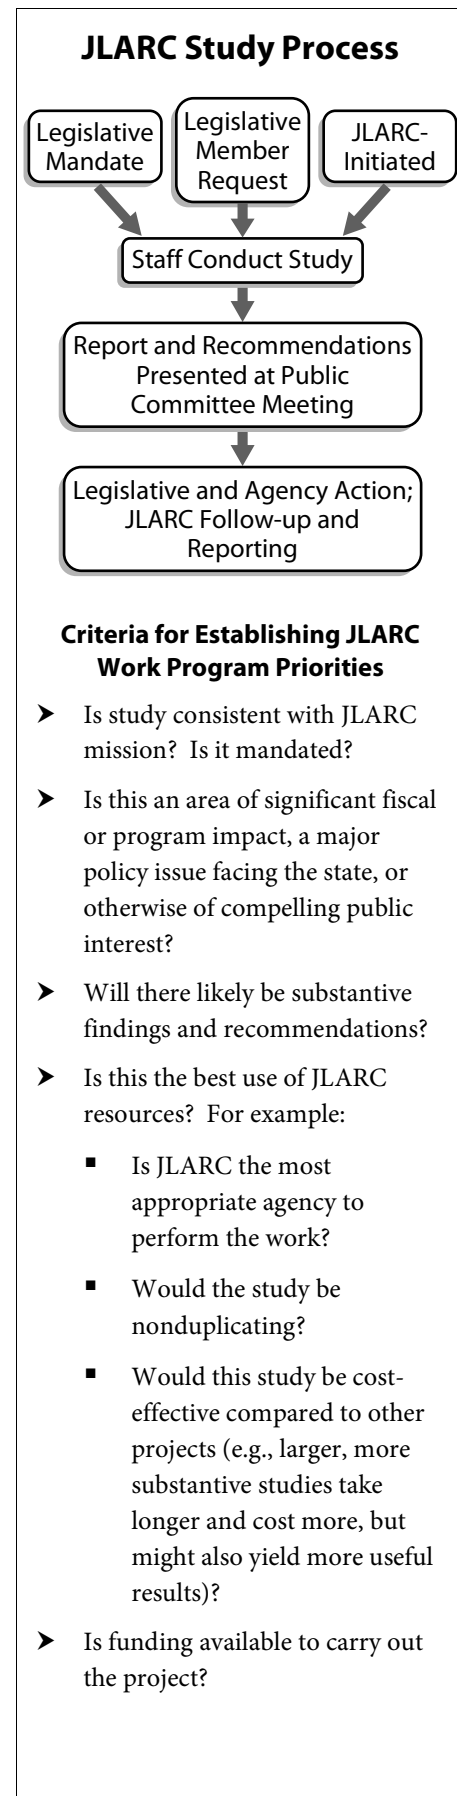 JLARC Study Process
Legislative
Mandate
Legislative
Member
Request
JLARC-
Initiated
Staff Conduct Study
Report and Recommendations
Presented at Public
Committee Meeting
Legislative and Agency Action;
JLARC Follow-up and
Reporting
Criteria for Establishing JLARC
Work Program Priorities
➤ Is study consistent with JLARC
mission?  Is it mandated?
➤ Is this an area of significant fiscal
or program impact, a major
policy issue facing the state, or
otherwise of compelling public
interest?
➤ Will there likely be substantive
findings and recommendations?
➤ Is this the best use of JLARC
resources?  For example:
▪ Is JLARC the most
appropriate agency to
perform the work?
▪ Would the study be
nonduplicating?
▪ Would this study be cost-
effective compared to other
projects (e.g., larger, more
substantive studies take
longer and cost more, but
might also yield more useful
results)?
➤ Is funding available to carry out
the project?